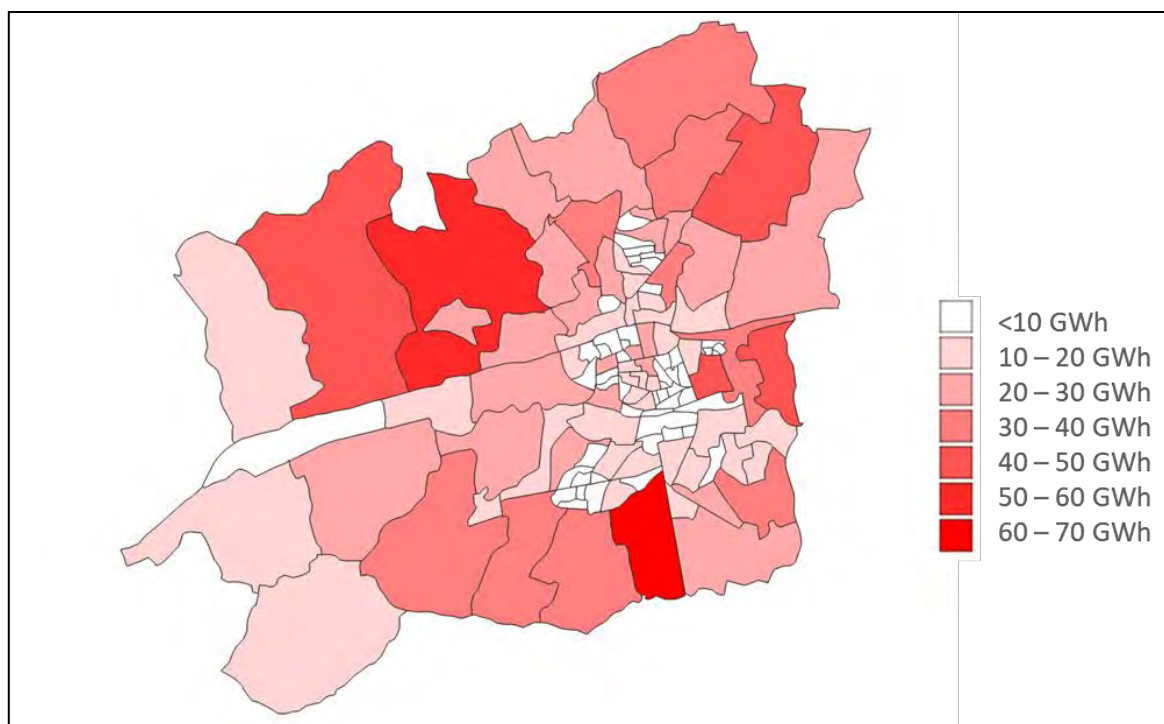 <10 GWh
10 – 20 GWh
20 – 30 GWh
30 – 40 GWh
40 – 50 GWh
50 – 60 GWh
60 – 70 GWh